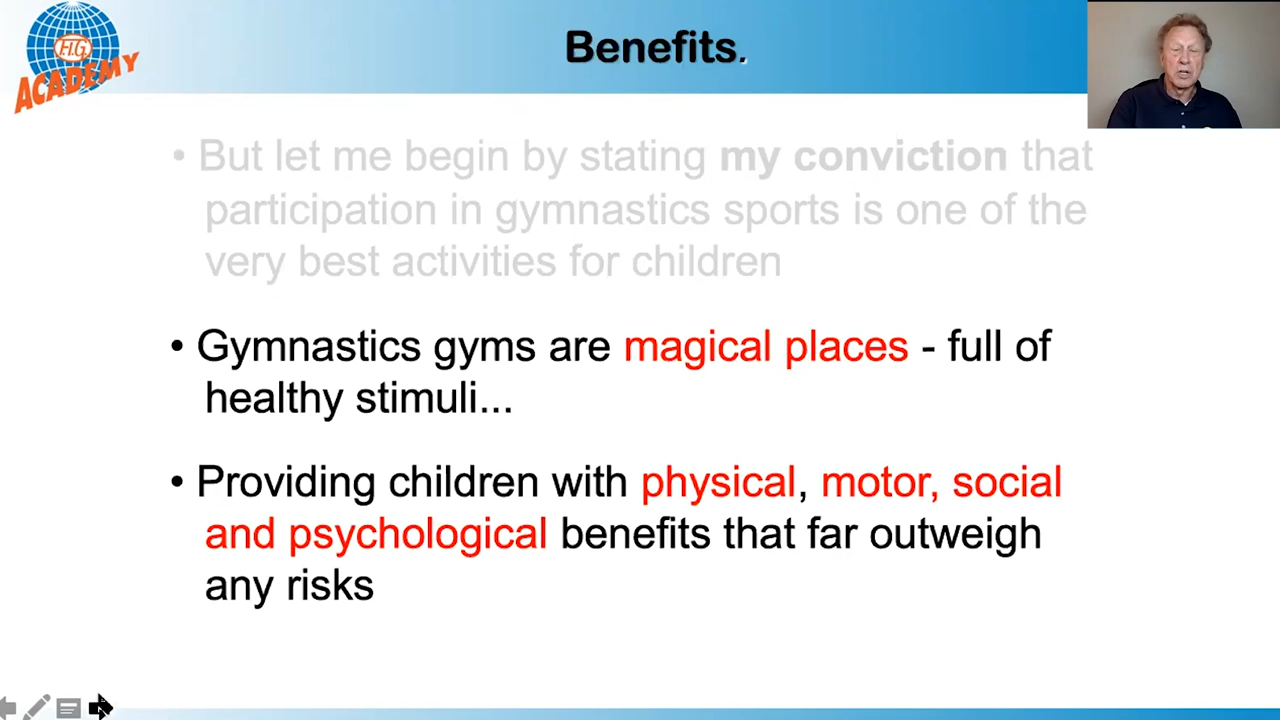 F.I.G.
ACADEMY
Benefits.
• But let me begin by stating my conviction that
participation in gymnastics sports is one of the
very best activities for children
• Gymnastics gyms are magical places - full of
healthy stimuli...
• Providing children with physical, motor, social
and psychological benefits that far outweigh
any risks